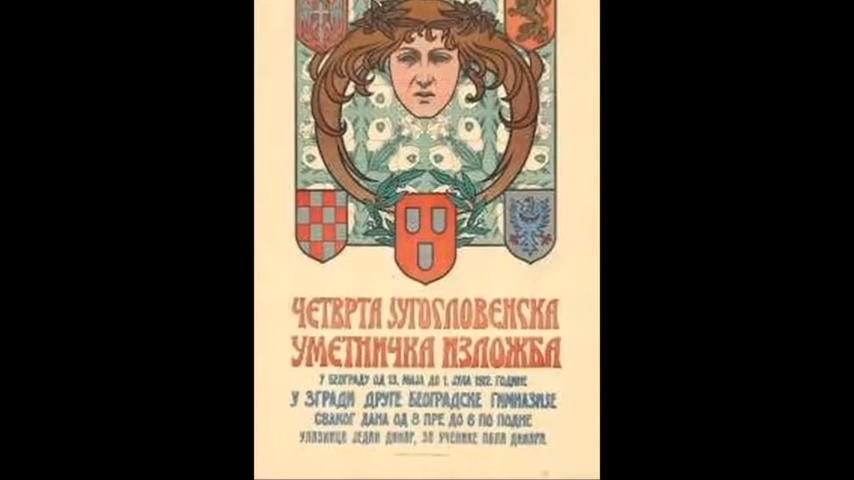 ЧЕТВРТА ЈУГОСЛОВЕНСКА
УМЕТНИЧКА ИЗЛОЖБА
У БЕОГРАДУ ОД 13. МАЈА ДО 1. ЈУЛА 1912. ГОДИНЕ
У ЗГРАДИ ДРУГЕ БЕОГРАДСКЕ ГИМНАЗИЈЕ
СВАКОГ ДАНА ОД 8 ПРЕ ДО 6 ПО ПОДНЕ
УЛАЗНИЦА ЈЕДАН ДИНАР, ЗА УЧЕНИКЕ ПОЛА ДИНАРА